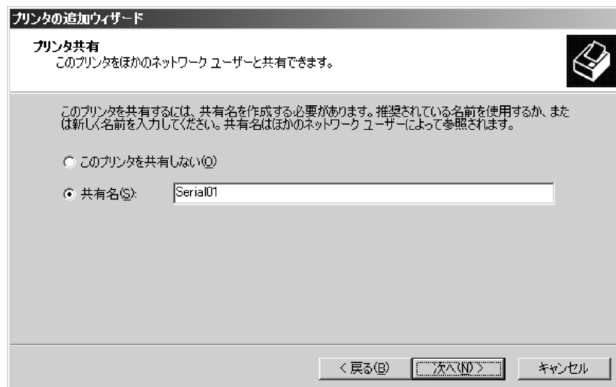 プリンタの追加ウィザード
プリンタ共有
このプリンタをほかのネットワーク ユーザーと共有できます。
このプリンタを共有するには、共有名を作成する必要があります。推奨されている名前を使用するか、また
は新しく名前を入力してください。共有名はほかのネットワーク ユーザーによって参照されます。
このプリンタを共有しない(O)
共有名(S): Serial01
< 戻る(B) 次へ(N) > キャンセル